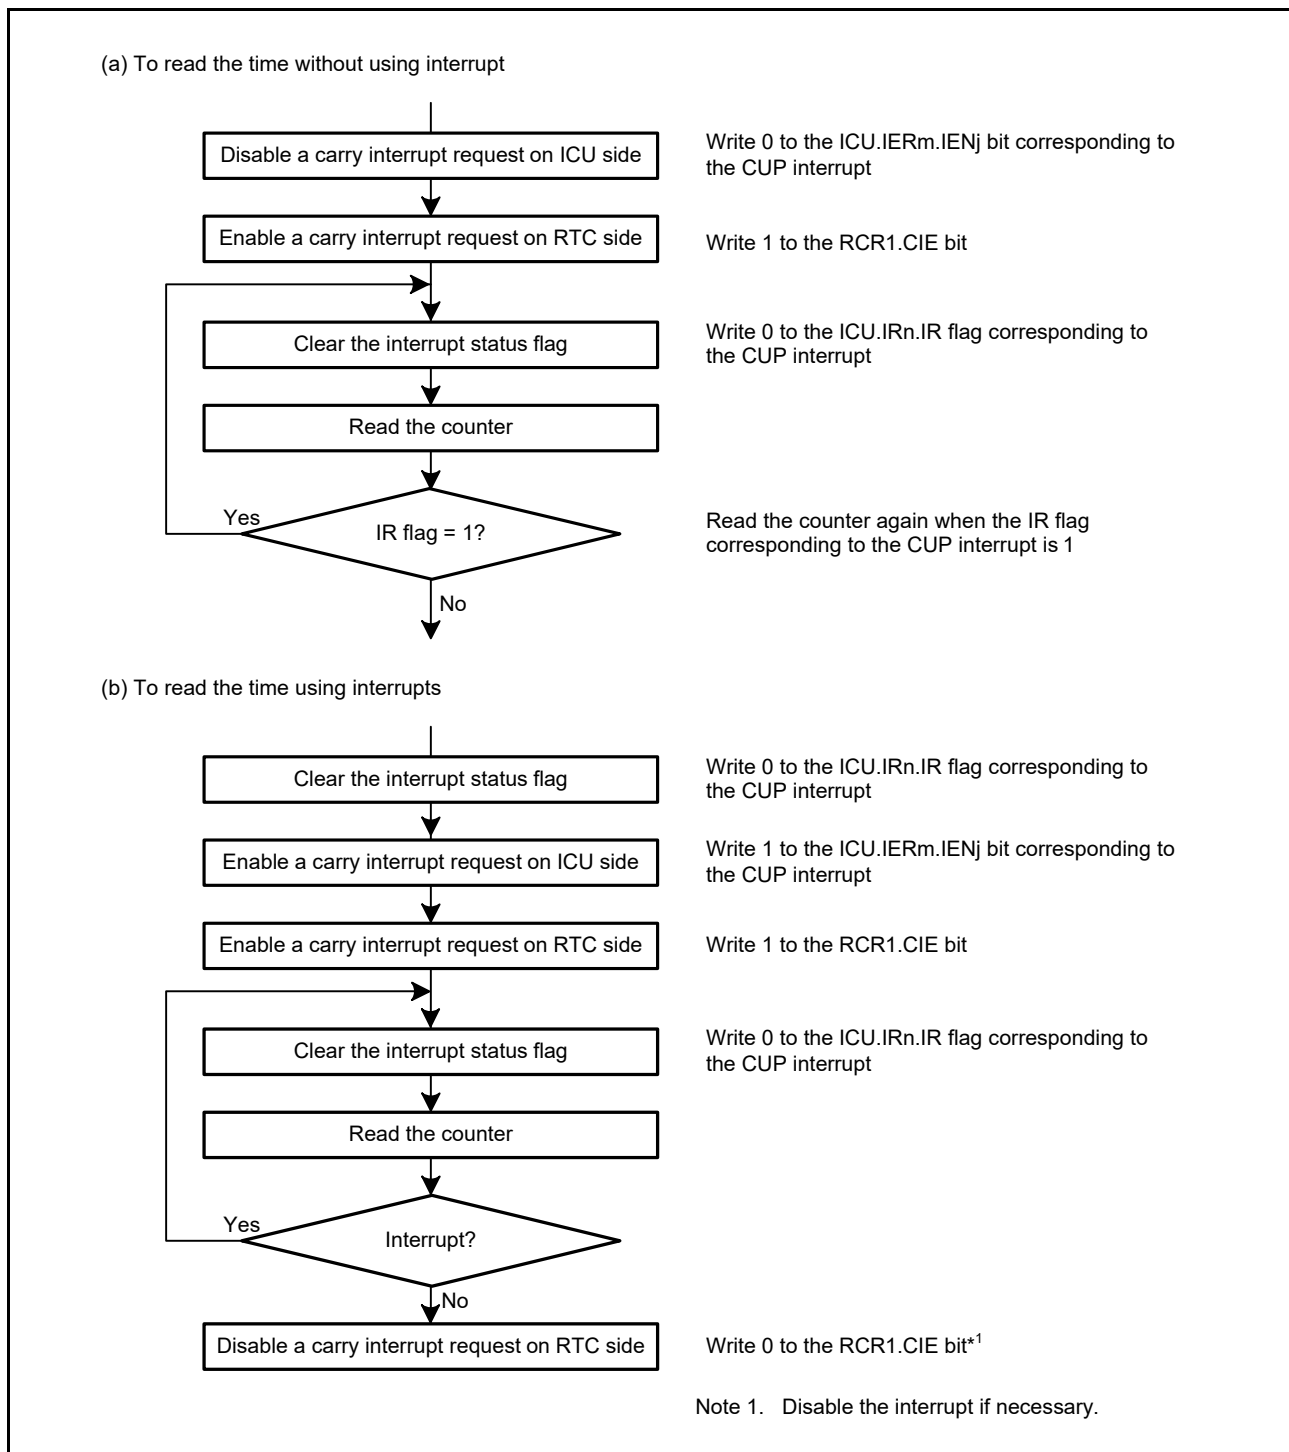 (a) To read the time without using interrupt
Disable a carry interrupt request on ICU side
Write 0 to the ICU.IERm.IENj bit corresponding to
the CUP interrupt
Enable a carry interrupt request on RTC side
Write 1 to the RCR1.CIE bit
Clear the interrupt status flag
Write 0 to the ICU.IRn.IR flag corresponding to
the CUP interrupt
Read the counter
Yes
IR flag = 1?
Read the counter again when the IR flag
corresponding to the CUP interrupt is 1
No
(b) To read the time using interrupts
Clear the interrupt status flag
Write 0 to the ICU.IRn.IR flag corresponding to
the CUP interrupt
Enable a carry interrupt request on ICU side
Write 1 to the ICU.IERm.IENj bit corresponding to
the CUP interrupt
Enable a carry interrupt request on RTC side
Write 1 to the RCR1.CIE bit
Clear the interrupt status flag
Write 0 to the ICU.IRn.IR flag corresponding to
the CUP interrupt
Read the counter
Yes
Interrupt?
No
Disable a carry interrupt request on RTC side
Write 0 to the RCR1.CIE bit*1
Note 1. Disable the interrupt if necessary.